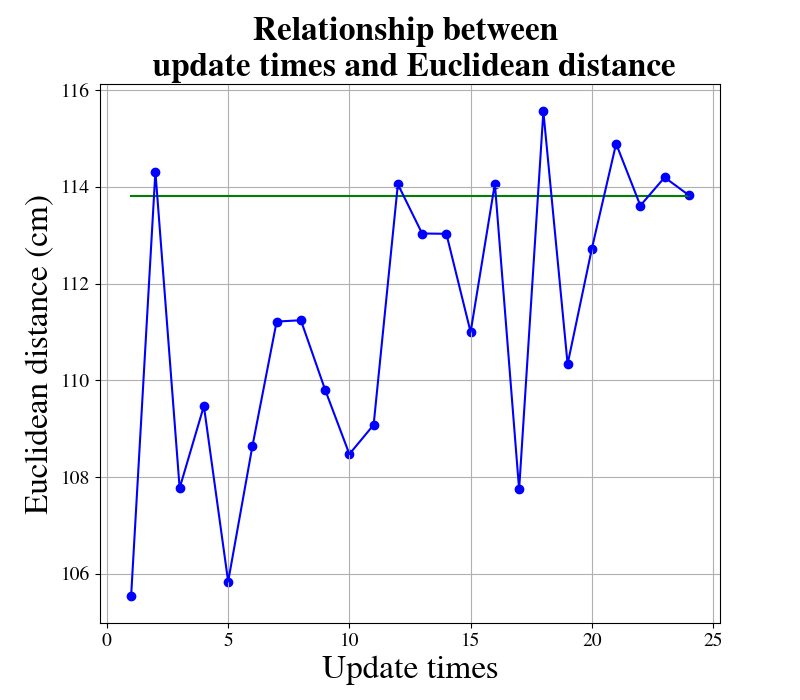 Relationship between
update times and Euclidean distance
116
114
112
110
108
106
Euclidean distance (cm)
0 5 10 15 20 25
Update times